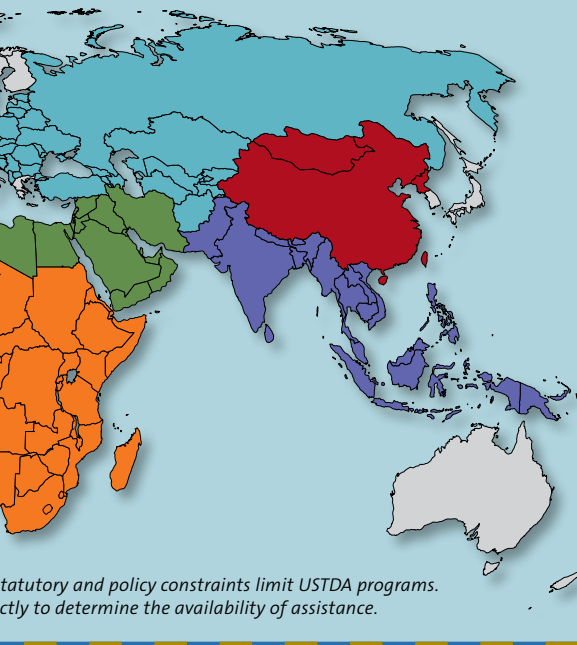 tatutory and policy constraints limit USTDA programs.
ctly to determine the availability of assistance.